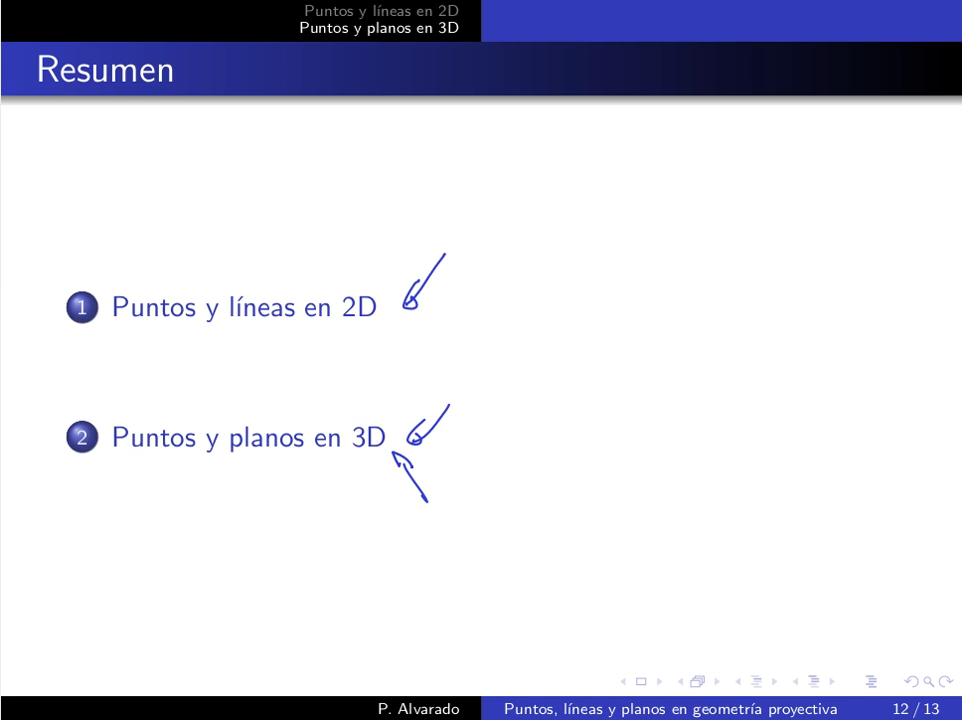 Puntos y líneas en 2D
Puntos y planos en 3D
Resumen
1 Puntos y líneas en 2D
2 Puntos y planos en 3D
P. Alvarado
Puntos, líneas y planos en geometría proyectiva
12 / 13